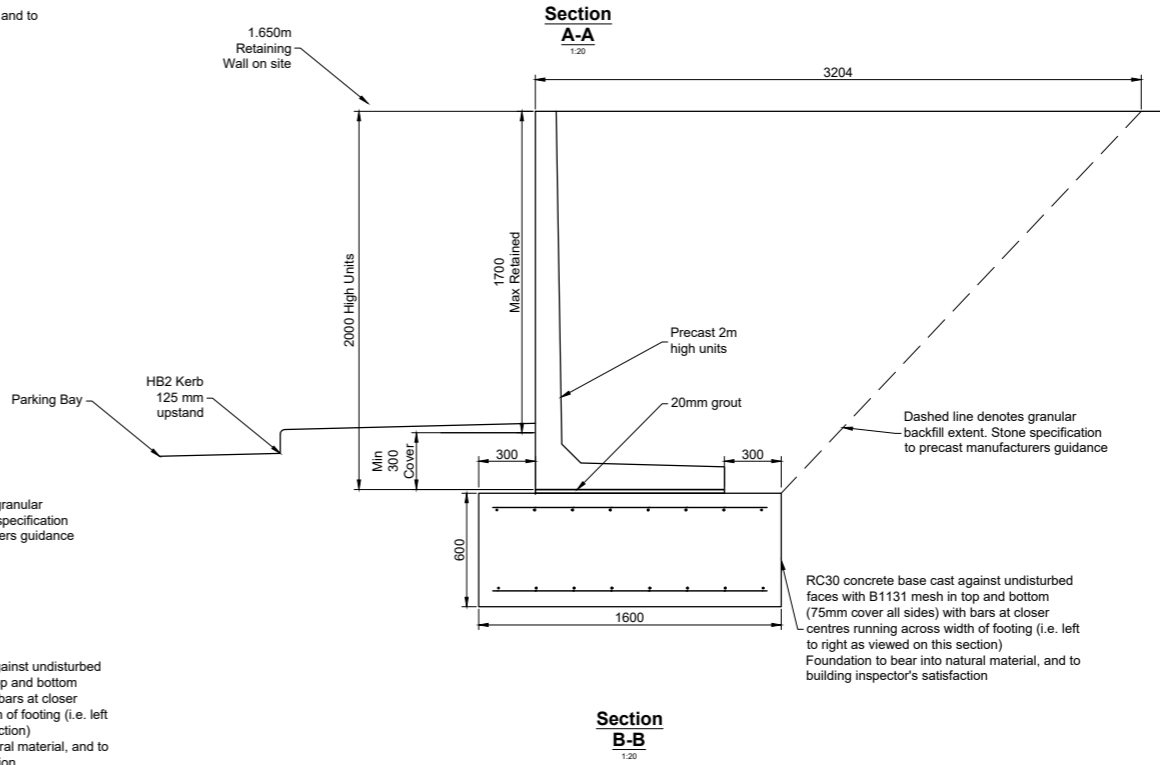 and to
Section
A-A
1:20
1.650m
Retaining
Wall on site
3204
2000 High Units
1700
Max Retained
Precast 2m
high units
Parking Bay
HB2 Kerb
125 mm
upstand
20mm grout
Dashed line denotes granular
backfill extent. Stone specification
to precast manufacturers guidance
Min
300
Cover
300
300
granular
specification
ers guidance
600
1600
RC30 concrete base cast against undisturbed
faces with B1131 mesh in top and bottom
(75mm cover all sides) with bars at closer
centres running across width of footing (i.e. left
to right as viewed on this section)
Foundation to bear into natural material, and to
building inspector's satisfaction
ainst undisturbed
p and bottom
bars at closer
n of footing (i.e. left
ction)
ral material, and to
ion
Section
B-B
1:20